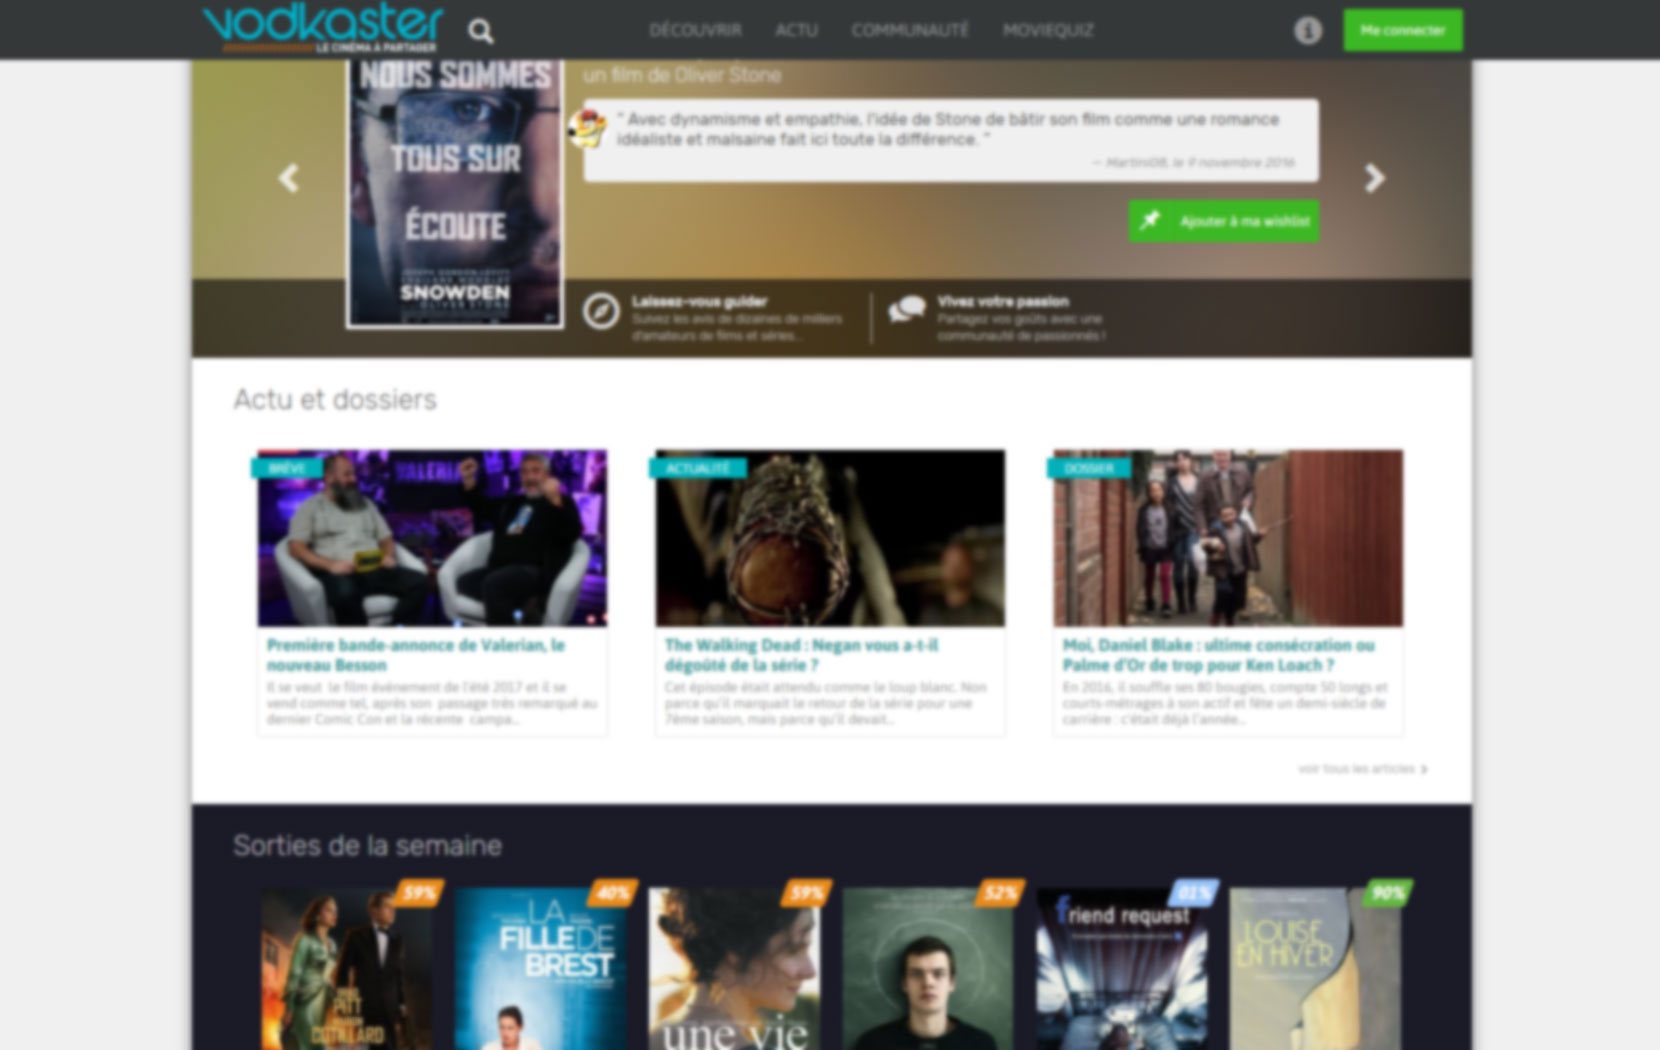 vodkaster
LE CINÉMA À PARTAGER
DÉCOUVRIR
ACTU
COMMUNAUTÉ
MOVIEQUIZ
Me connecter
NOUS SOMMES
TOUS SUR
ÉCOUTE
SNOWDEN
OLIVER STONE
un film de Oliver Stone
" Avec dynamisme et empathie, l'idée de Stone de bâtir son film comme une romance
idéaliste et malsaine fait ici toute la différence. "
— Martini08, le 9 novembre 2016
Ajouter à ma wishlist
Laissez-vous guider
Suivez les avis de dizaines de milliers
d'amateurs de films et séries...
Vivez votre passion
Partagez vos goûts avec une
communauté de passionnés !
Actu et dossiers
BRÈVE
VALERIA
Première bande-annonce de Valerian, le
nouveau Besson
Il se veut le film événement de l'été 2017 et il se
vend comme tel, après son passage très remarqué au
dernier Comic Con et la récente campa...
ACTUALITÉ
The Walking Dead : Negan vous a-t-il
dégoûté de la série ?
Cet épisode était attendu comme le loup blanc. Non
parce qu'il marquait le retour de la série pour une
7ème saison, mais parce qu'il devait...
DOSSIER
Moi, Daniel Blake : ultime consécration ou
Palme d'Or de trop pour Ken Loach ?
En 2016, il souffle ses 80 bougies, compte 50 longs et
courts-métrages à son actif et fête un demi-siècle de
carrière : c'était déjà l'année...
voir tous les articles
Sorties de la semaine
59%
40%
59%
52%
01%
90%
PITT
COTILLARD
LA
FILLE DE
BREST
une vie
friend request
LOUISE
EN HIVER